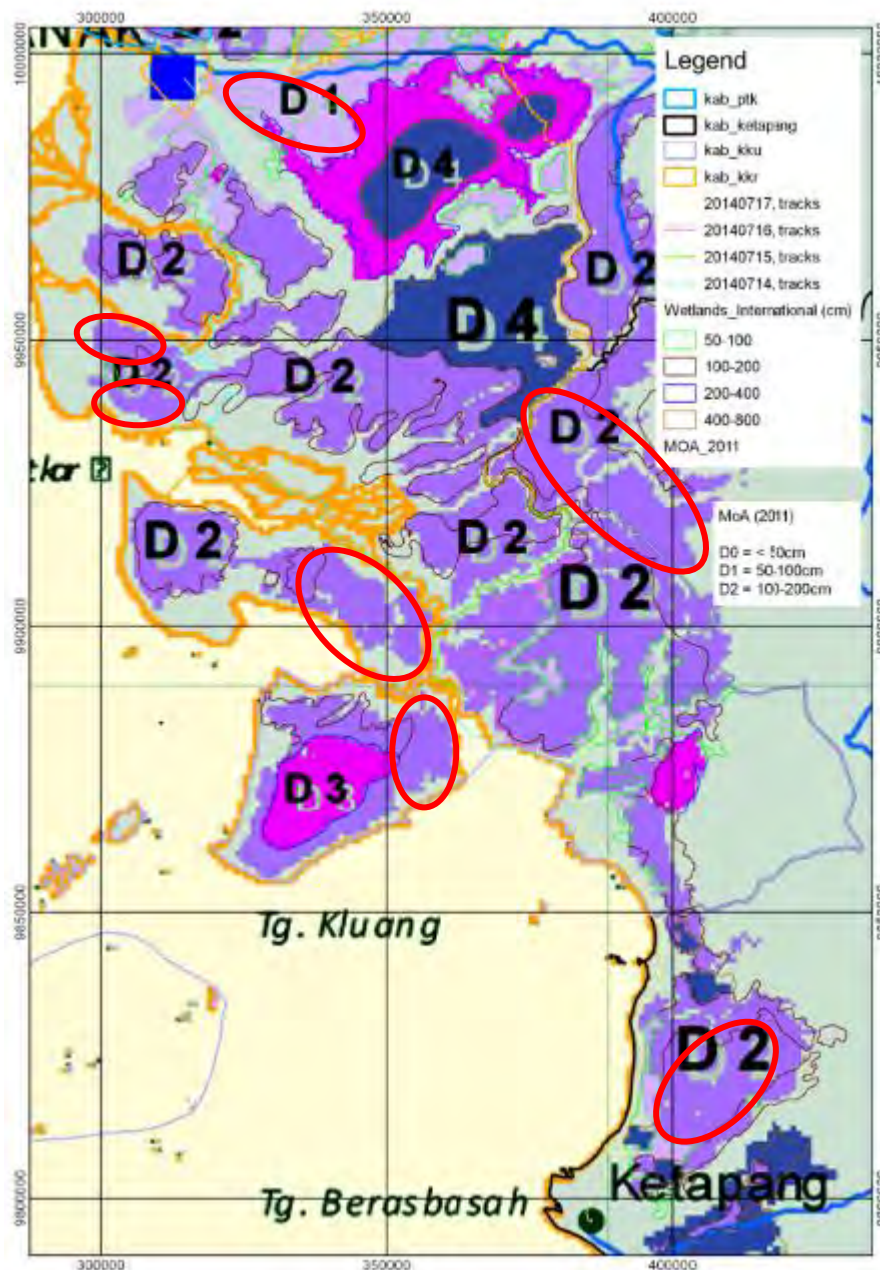 300000 350000 400000
ANAK D 2
10000000
D 1
D 4
D 2
D 2
9950000
D 4
D 2
D 2
D 2
D 2
D 2
D 2
9900000
D 3
Tg. Kluang
9850000
D 2
Ketapang
Tg. Berasbasah
9800000
300000 350000 400000
Legend
kab_ptk
kab_ketapang
kab_kku
kab_kkr
20140717, tracks
20140716, tracks
20140715, tracks
20140714, tracks
Wetlands_International (cm)
50-100
100-200
200-400
400-800
MOA_2011
MoA (2011)
D0 = < 50cm
D1 = 50-100cm
D2 = 100-200cm